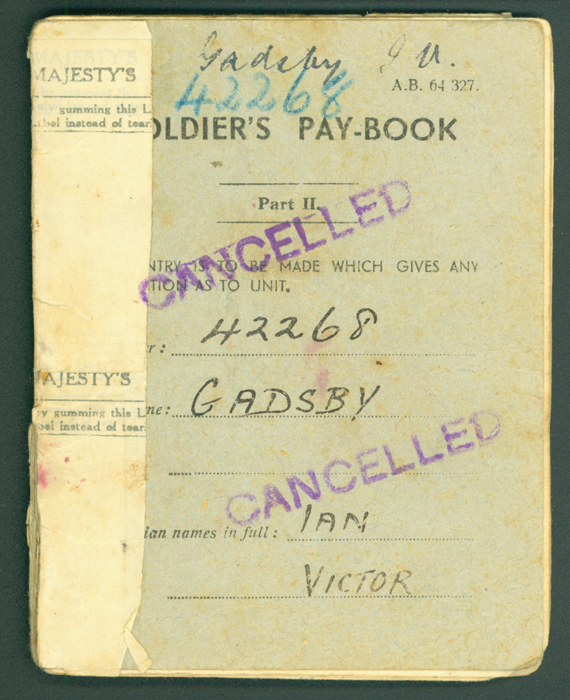 Gadsby I V.
42268
A.B. 64 327.
OLDIER'S PAY-BOOK
Part II.
CANCELLED
NTRY IS TO BE MADE WHICH GIVES ANY
TION AS TO UNIT.
r: 42268
me: GADSBY
CANCELLED
ian names in full: IAN
VICTOR
MAJESTY'S
gumming this L
bel instead of tear
AJESTY'S
y gumming this L
bel instead of tear